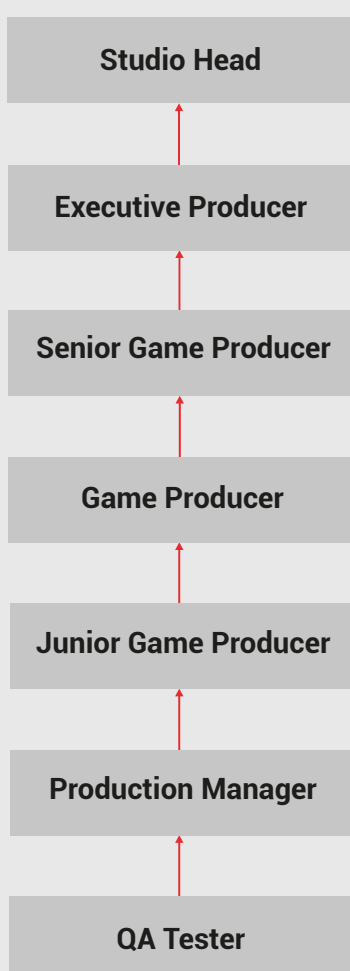 Studio Head
Executive Producer
Senior Game Producer
Game Producer
Junior Game Producer
Production Manager
QA Tester